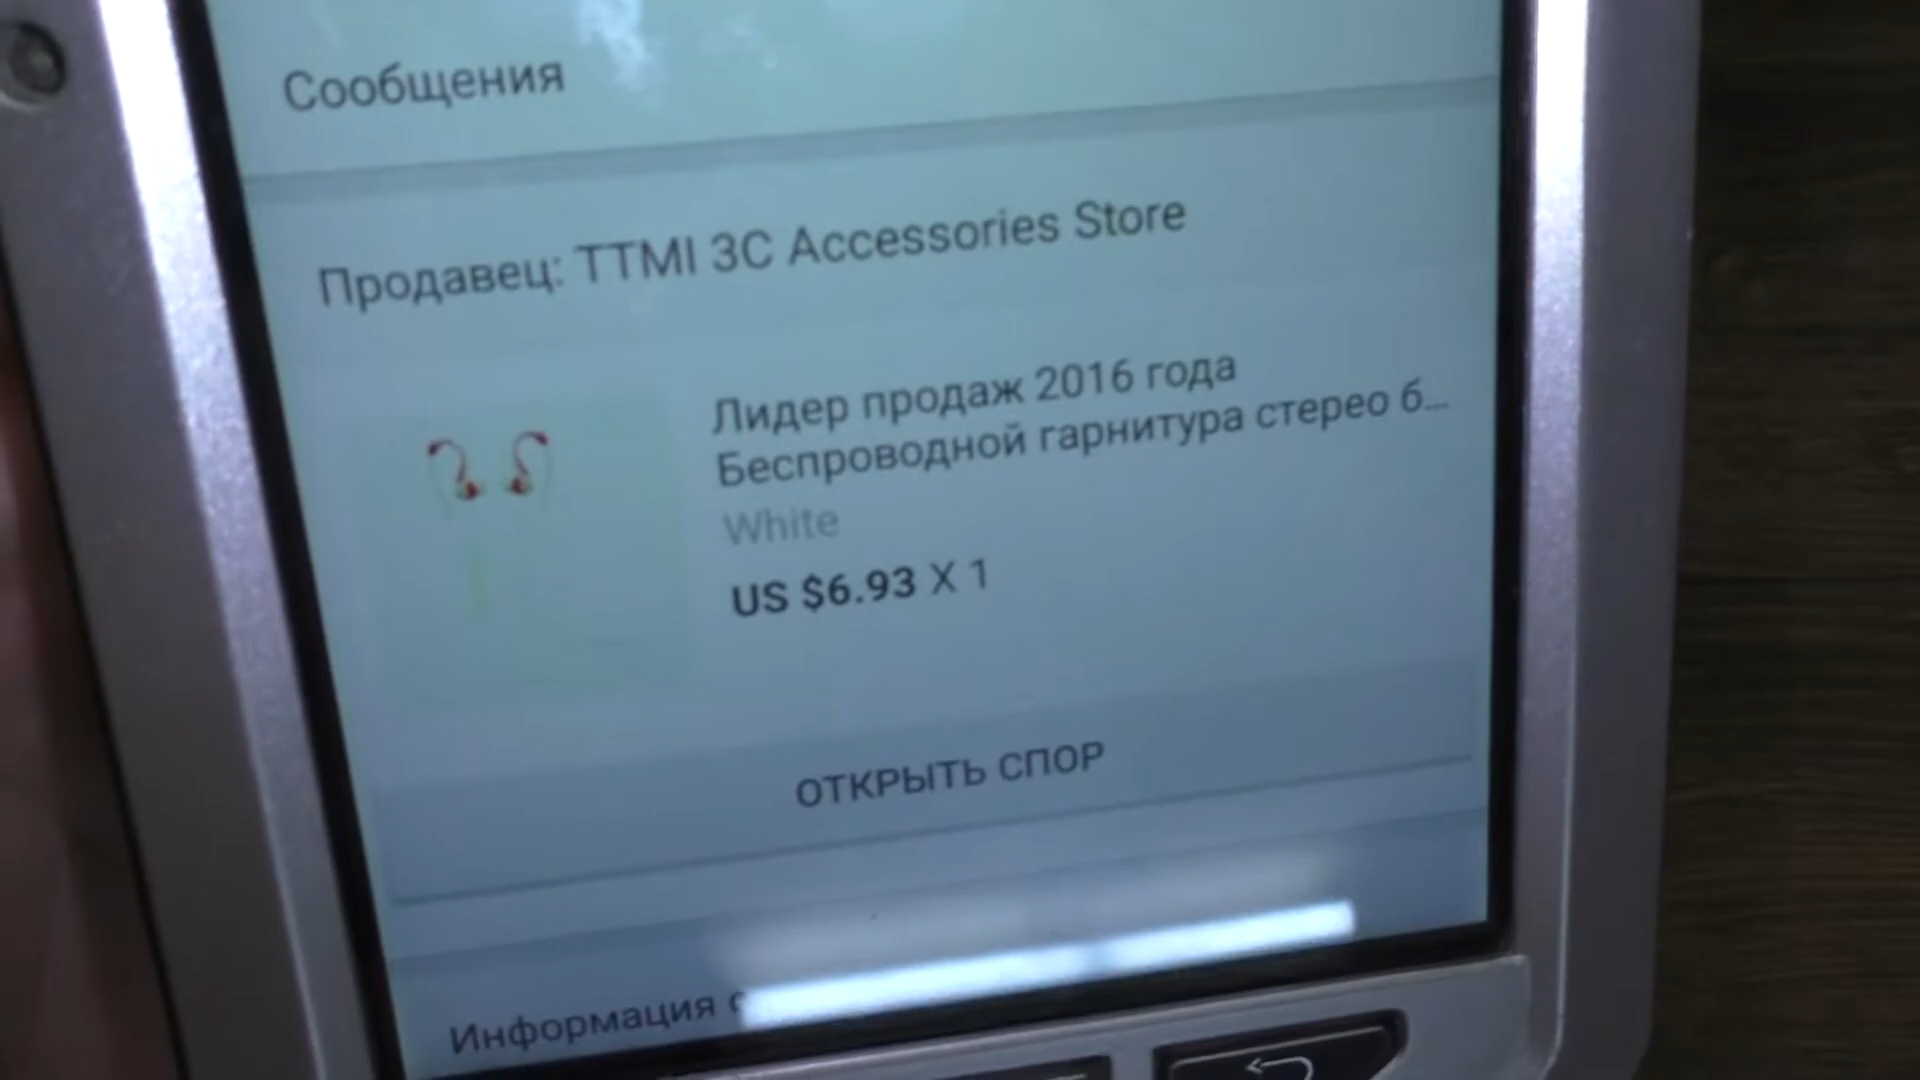 Сообщения
Продавец: TTMI 3C Accessories Store
Лидер продаж 2016 года
Беспроводной гарнитура стерео б...
White
US $6.93 X 1
ОТКРЫТЬ СПОР
Информация